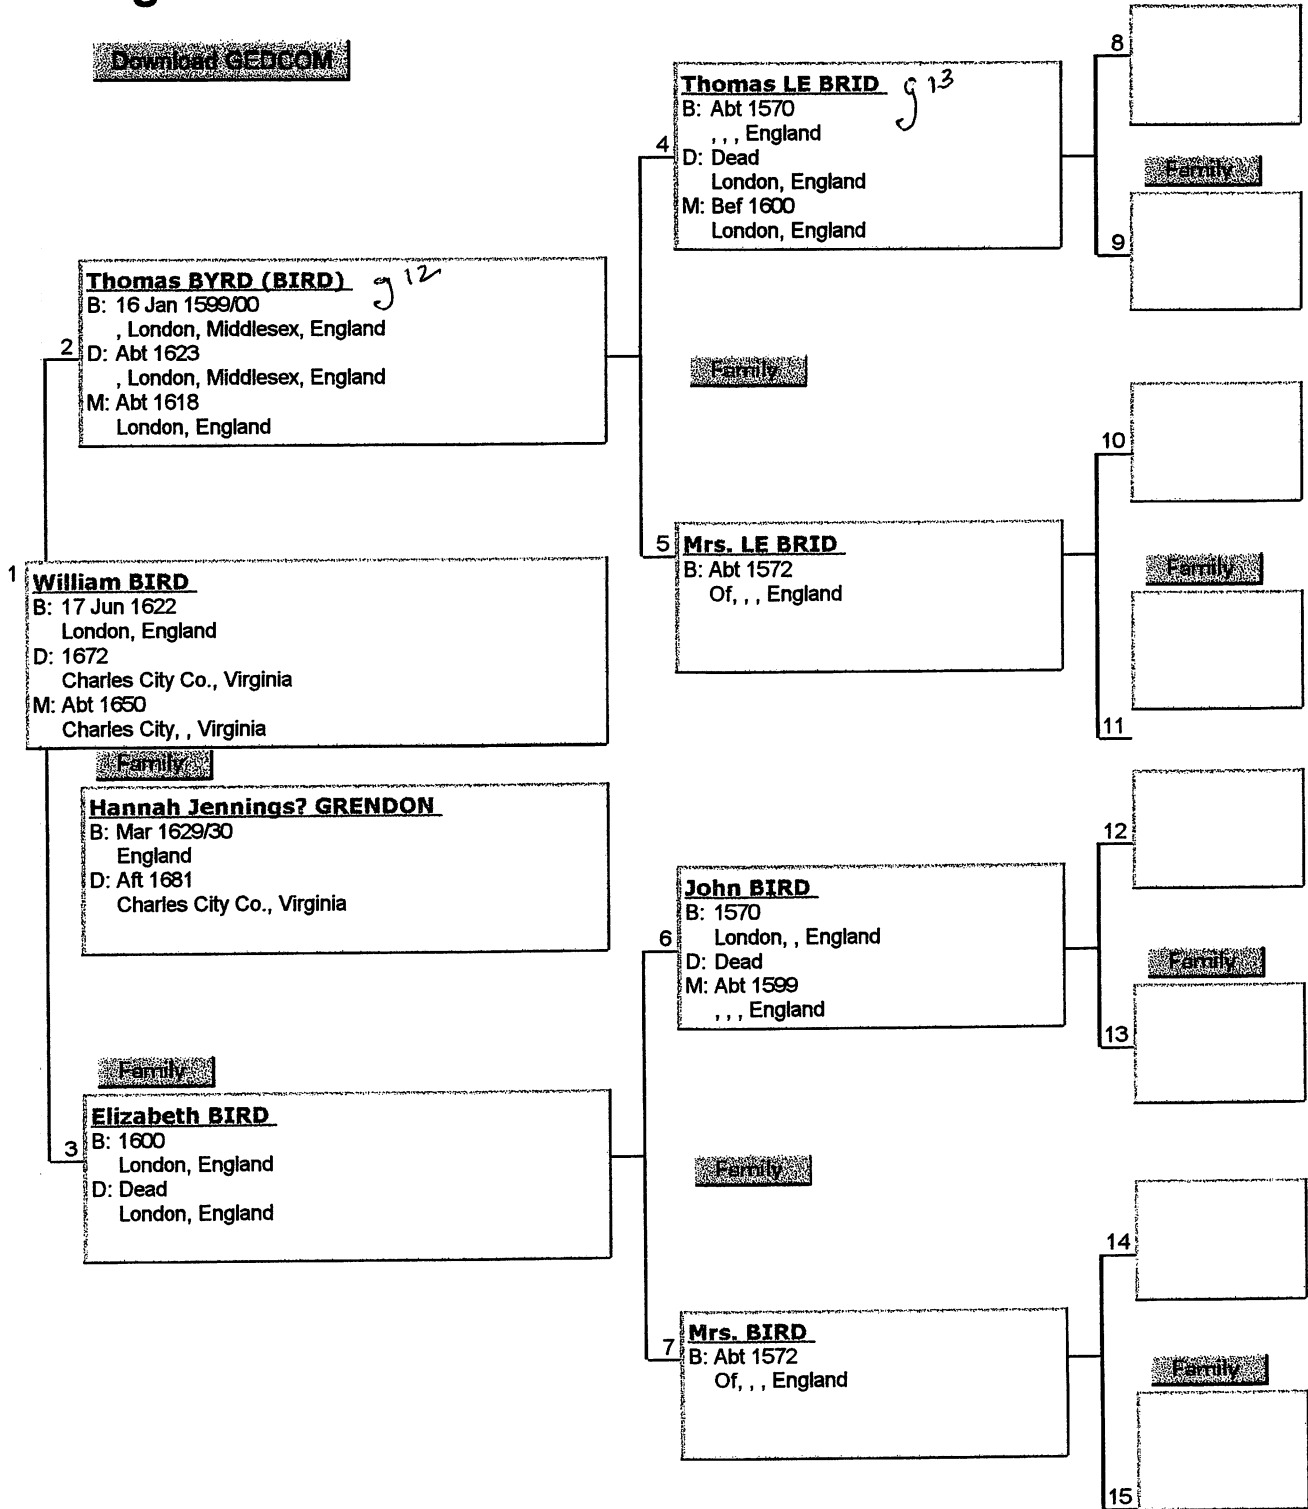 Download GEDCOM
8
Thomas LE BRID g 13
B: Abt 1570
, , , England
D: Dead
London, England
M: Bef 1600
London, England
4
Family
9
Thomas BYRD (BIRD) g 12
B: 16 Jan 1599/00
, London, Middlesex, England
D: Abt 1623
, London, Middlesex, England
M: Abt 1618
London, England
2
Family
10
5
Mrs. LE BRID
B: Abt 1572
Of, , , England
Family
11
1
William BIRD
B: 17 Jun 1622
London, England
D: 1672
Charles City Co., Virginia
M: Abt 1650
Charles City, , Virginia
Family
Hannah Jennings? GRENDON
B: Mar 1629/30
England
D: Aft 1681
Charles City Co., Virginia
12
6
John BIRD
B: 1570
London, , England
D: Dead
M: Abt 1599
, , , England
Family
13
Family
3
Elizabeth BIRD
B: 1600
London, England
D: Dead
London, England
Family
14
7
Mrs. BIRD
B: Abt 1572
Of, , , England
Family
15